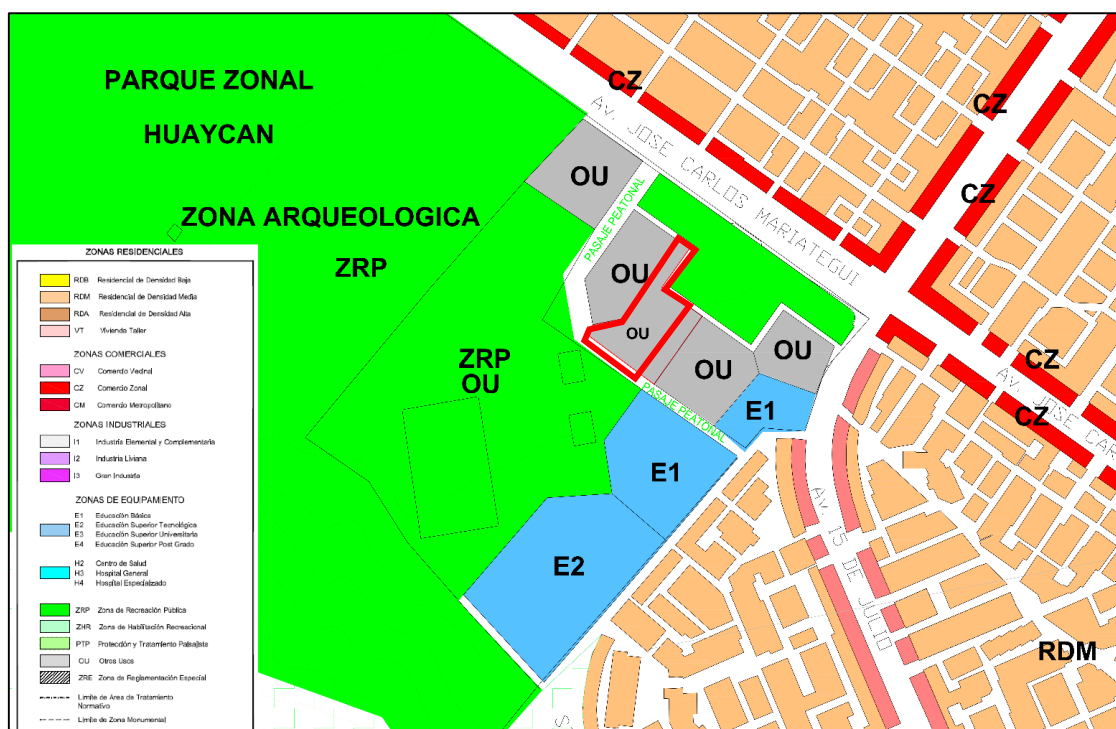 PARQUE ZONAL
HUAYCAN
ZONA ARQUEOLOGICA
ZRP
ZRP
OU
CZ
AV. JOSE CARLOS MARIATEGUI
CZ
CZ
OU
PASAJE PEATONAL
OU
OU
OU
OU
PASAJE PEATONAL
E1
E1
E2
CZ
CZ
AV. JOSE CAR
AV. 15 DE JULIO
RDM
S
ZONAS RESIDENCIALES
RDB Residencial de Densidad Baja
RDM Residencial de Densidad Media
RDA Residencial de Densidad Alta
VT Vivienda Taller
ZONAS COMERCIALES
CV Comercio Vecinal
CZ Comercio Zonal
CM Comercio Metropolitano
ZONAS INDUSTRIALES
I1 Industria Elemental y Complementaria
I2 Industria Liviana
I3 Gran Industria
ZONAS DE EQUIPAMIENTO
E1 Educación Básica
E2 Educación Superior Tecnológica
E3 Educación Superior Universitaria
E4 Educación Superior Post Grado
H2 Centro de Salud
H3 Hospital General
H4 Hospital Especializado
ZRP Zona de Recreación Pública
ZHR Zona de Habilitación Recreacional
PTP Protección y Tratamiento Paisajista
OU Otros Usos
ZRE Zona de Reglamentación Especial
Límite de Area de Tratamiento
Normativo
Límite de Zona Monumental